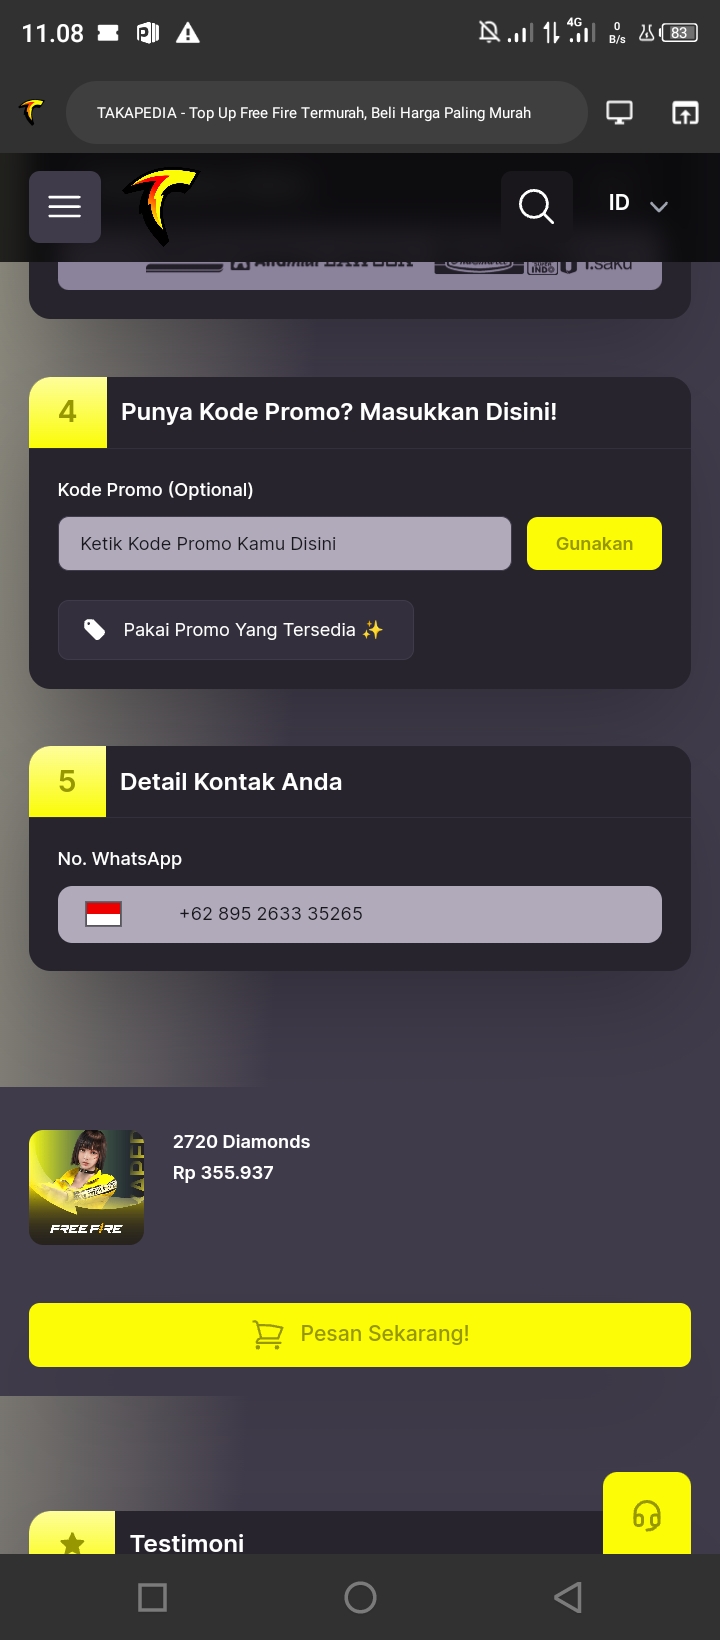 11.08
4G
0
B/s
83
TAKAPEDIA - Top Up Free Fire Termurah, Beli Harga Paling Murah
ID
i.saku
4
Punya Kode Promo? Masukkan Disini!
Kode Promo (Optional)
Ketik Kode Promo Kamu Disini
Gunakan
Pakai Promo Yang Tersedia ✨
5
Detail Kontak Anda
No. WhatsApp
+62 895 2633 35265
2720 Diamonds
Rp 355.937
FREE FIRE
Pesan Sekarang!
Testimoni